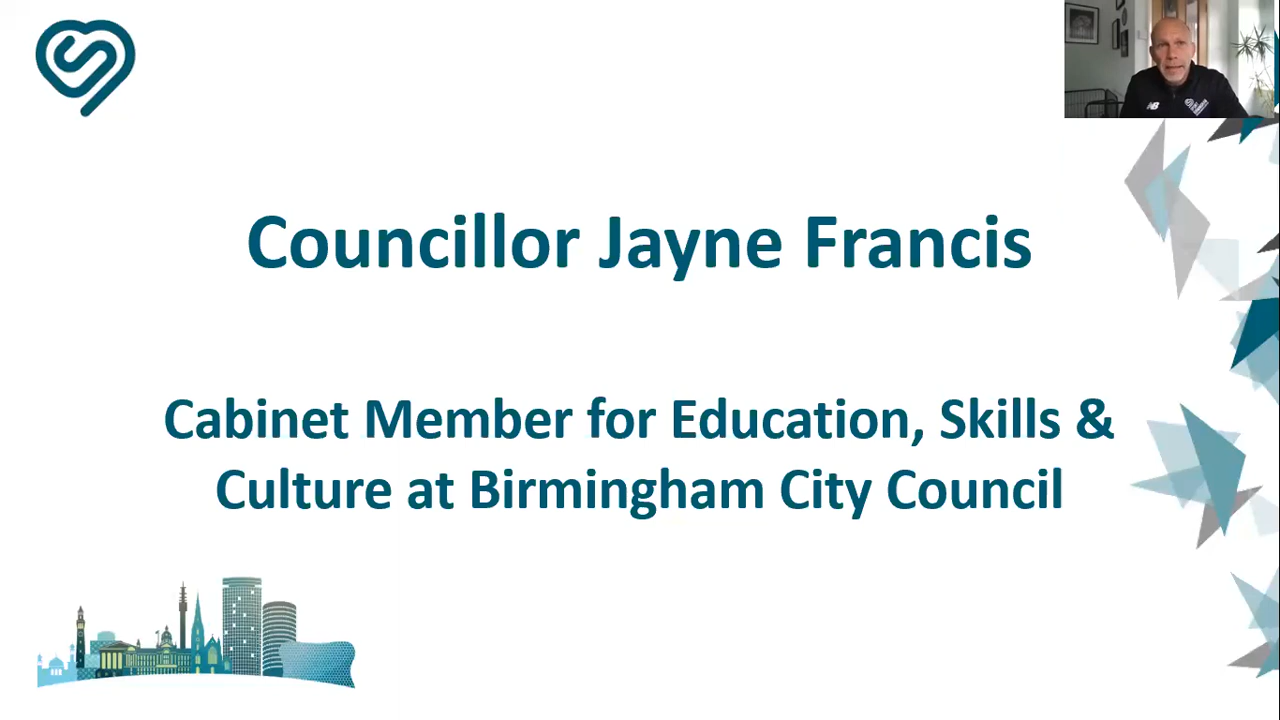 Councillor Jayne Francis
Cabinet Member for Education, Skills &
Culture at Birmingham City Council